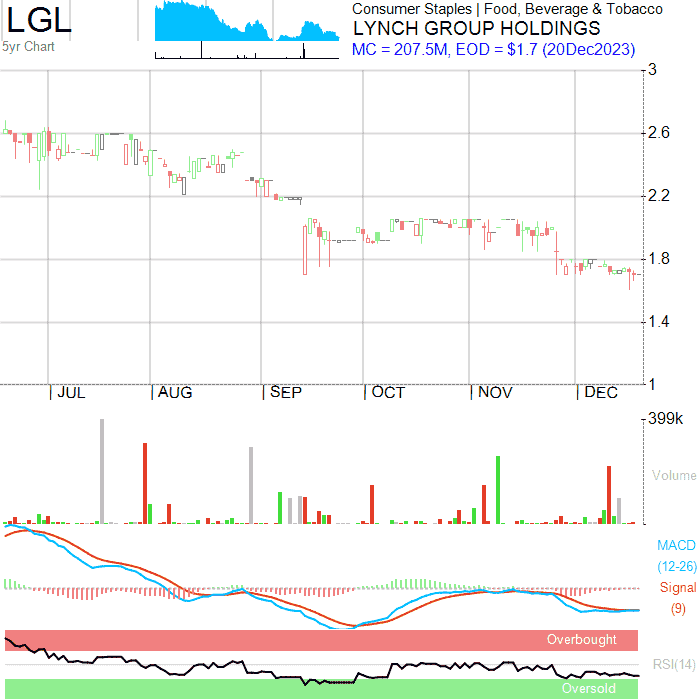 LGL
5yr Chart
Consumer Staples | Food, Beverage & Tobacco
LYNCH GROUP HOLDINGS
MC = 207.5M, EOD = $1.7 (20Dec2023)
3
2.6
2.2
1.8
1.4
1
JUL AUG SEP OCT NOV DEC
399k
Volume
MACD
(12-26)
Signal
(9)
Overbought
RSI(14)
Oversold